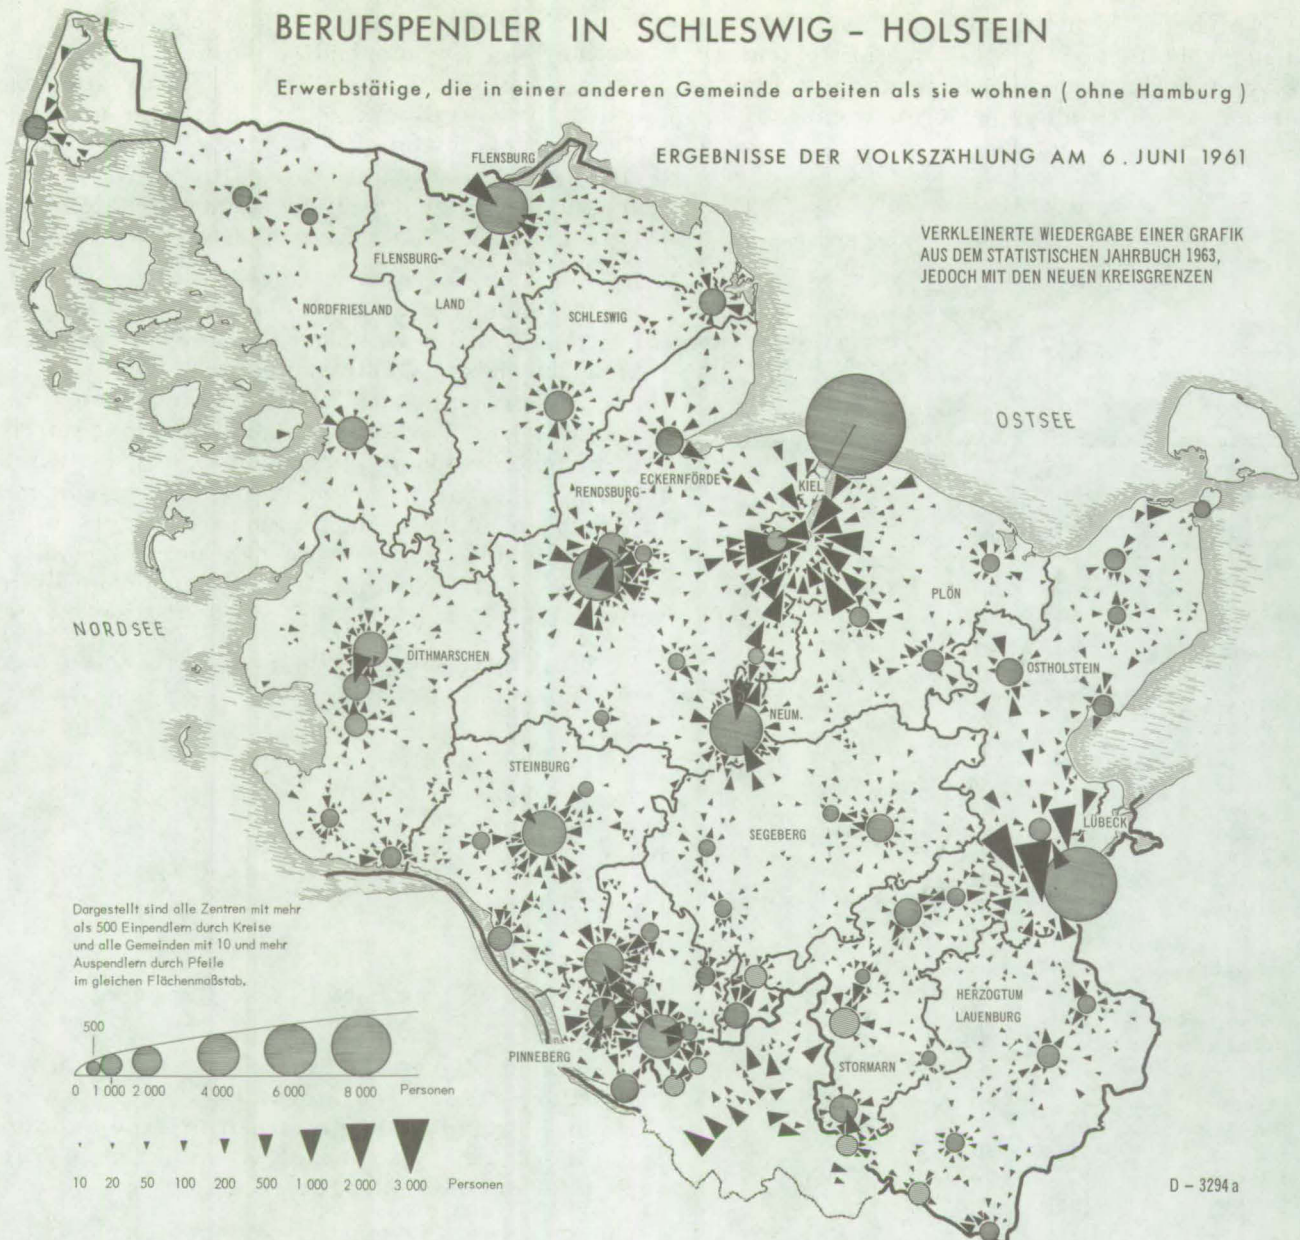 BERUFSPENDLER IN SCHLESWIG - HOLSTEIN
Erwerbstätige, die in einer anderen Gemeinde arbeiten als sie wohnen ( ohne Hamburg )
ERGEBNISSE DER VOLKSZÄHLUNG AM 6. JUNI 1961
VERKLEINERTE WIEDERGABE EINER GRAFIK
AUS DEM STATISTISCHEN JAHRBUCH 1963,
JEDOCH MIT DEN NEUEN KREISGRENZEN
FLENSBURG
FLENSBURG-
LAND
NORDFRIESLAND
SCHLESWIG
OSTSEE
ECKERNFÖRDE
RENDSBURG-
KIEL
PLÖN
NORDSEE
DITHMARSCHEN
OSTHOLSTEIN
NEUM.
STEINBURG
SEGEBERG
LÜBECK
Dargestellt sind alle Zentren mit mehr
als 500 Einpendlern durch Kreise
und alle Gemeinden mit 10 und mehr
Auspendlern durch Pfeile
im gleichen Flächenmaßstab.
HERZOGTUM
LAUENBURG
PINNEBERG
STORMARN
500
0 1 000 2 000 4 000 6 000 8 000 Personen
10 20 50 100 200 500 1 000 2 000 3 000 Personen
D - 3294 a